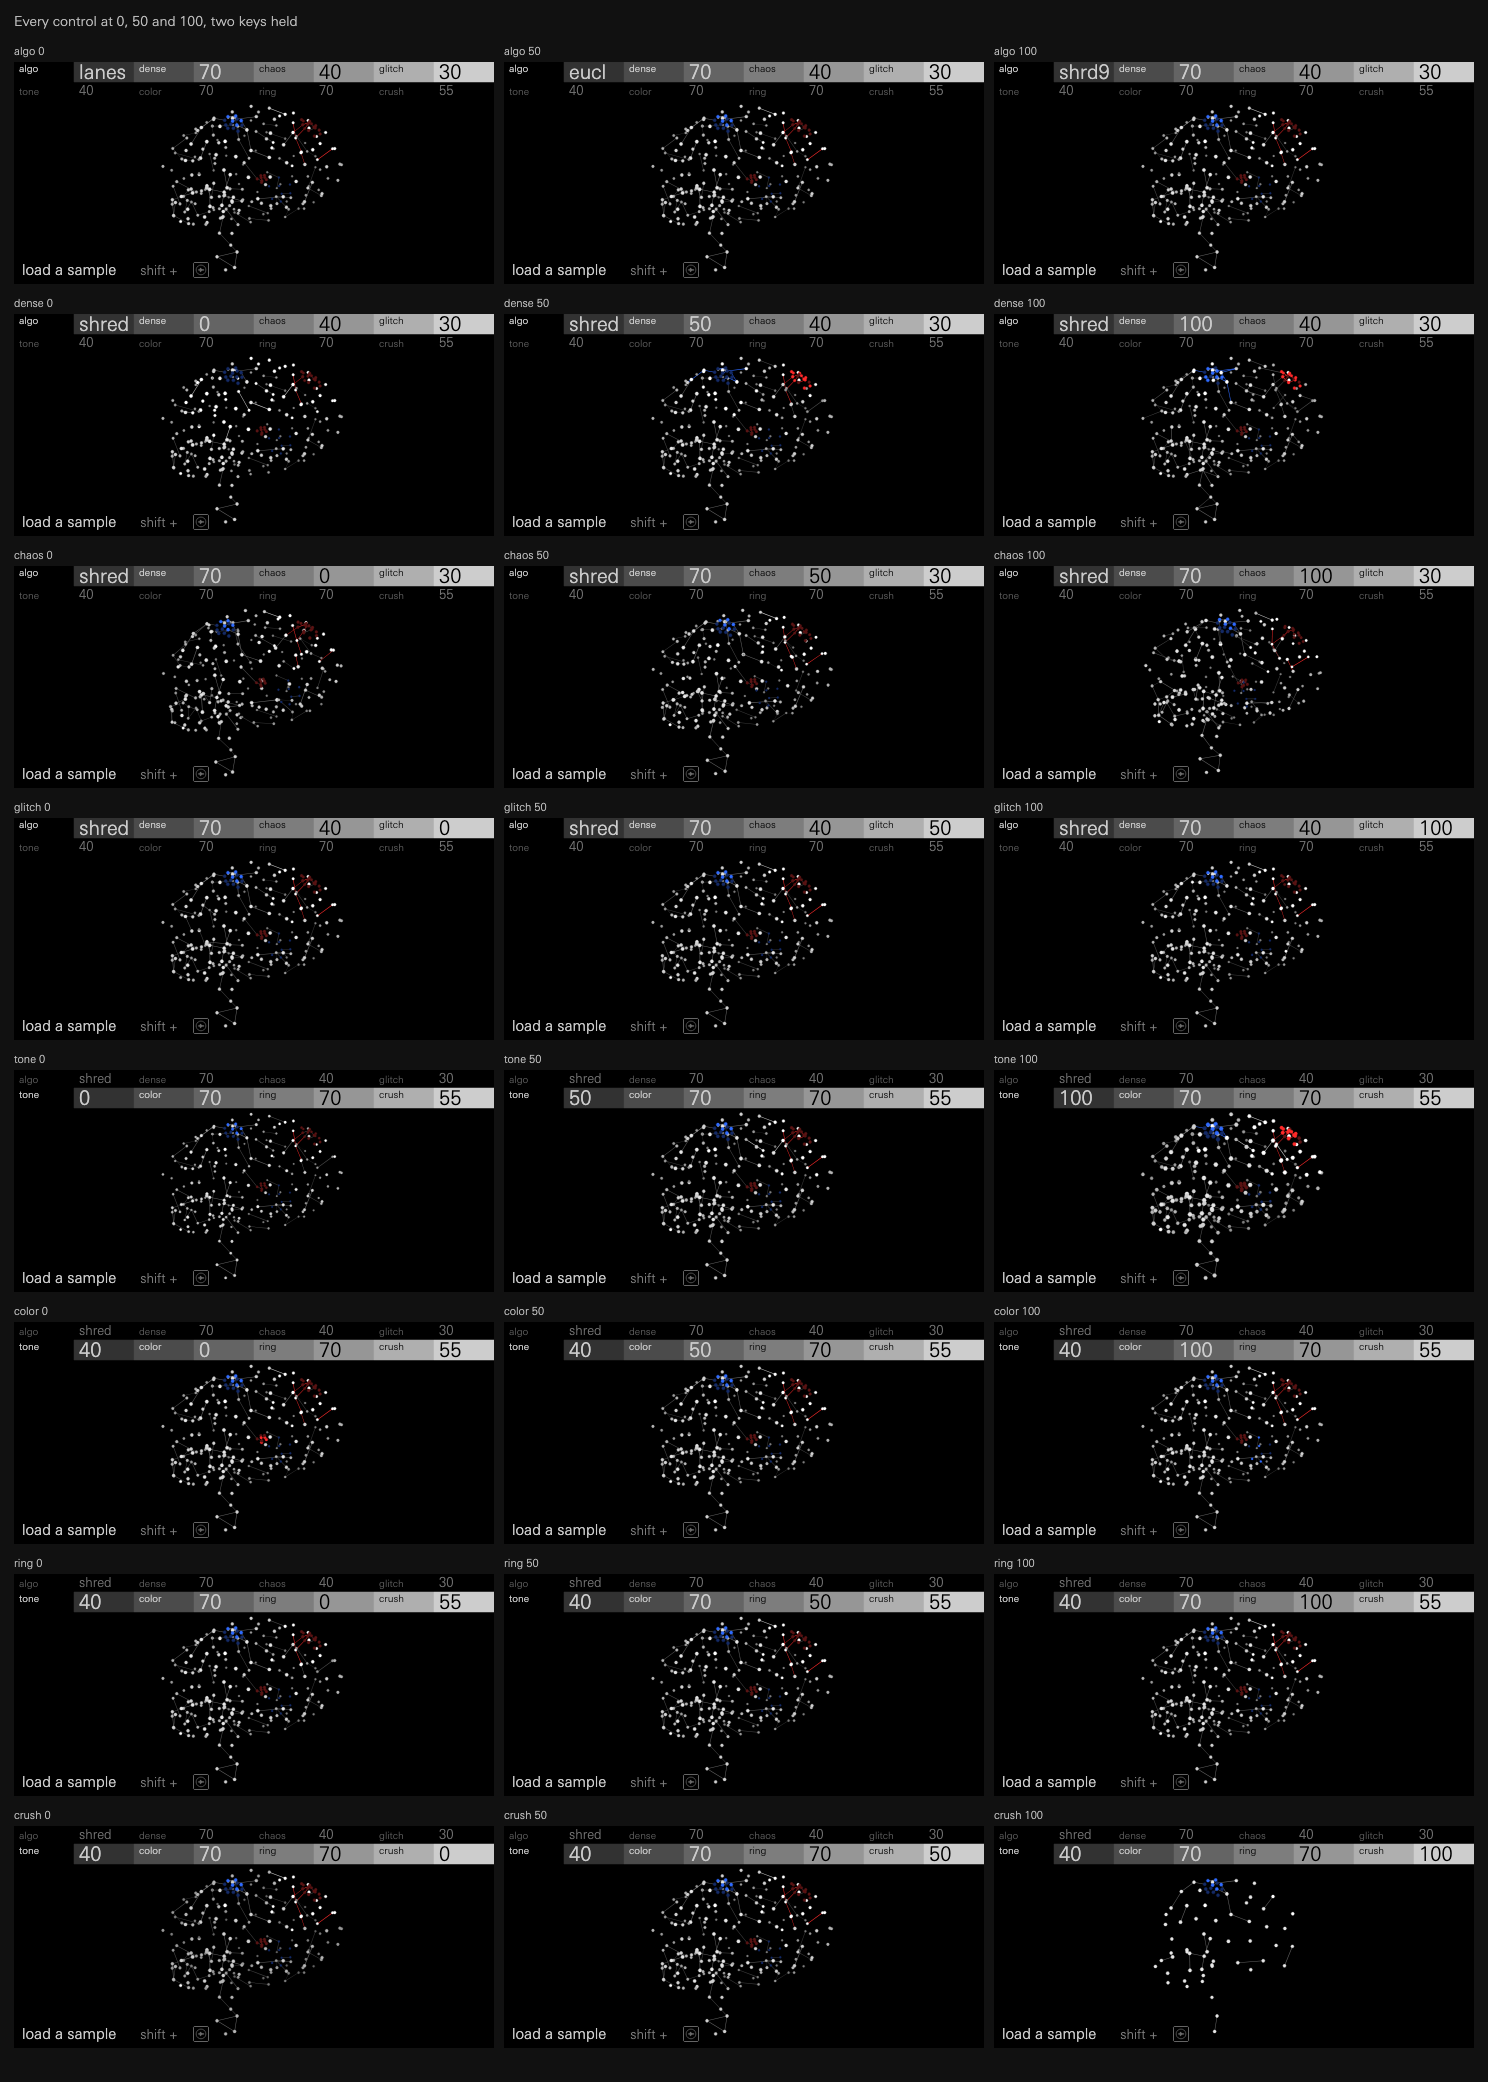 Every control at 0, 50 and 100, two keys held
algo 0 algo 50 algo 100
algo lanes dense 70 chaos 40 glitch 30 algo eucl dense 70 chaos 40 glitch 30 algo shrd9 dense 70 chaos 40 glitch 30
tone 40 color 70 ring 70 crush 55 tone 40 color 70 ring 70 crush 55 tone 40 color 70 ring 70 crush 55
load a sample shift + load a sample shift + load a sample shift +
dense 0 dense 50 dense 100
algo shred dense 0 chaos 40 glitch 30 algo shred dense 50 chaos 40 glitch 30 algo shred dense 100 chaos 40 glitch 30
tone 40 color 70 ring 70 crush 55 tone 40 color 70 ring 70 crush 55 tone 40 color 70 ring 70 crush 55
load a sample shift + load a sample shift + load a sample shift +
chaos 0 chaos 50 chaos 100
algo shred dense 70 chaos 0 glitch 30 algo shred dense 70 chaos 50 glitch 30 algo shred dense 70 chaos 100 glitch 30
tone 40 color 70 ring 70 crush 55 tone 40 color 70 ring 70 crush 55 tone 40 color 70 ring 70 crush 55
load a sample shift + load a sample shift + load a sample shift +
glitch 0 glitch 50 glitch 100
algo shred dense 70 chaos 40 glitch 0 algo shred dense 70 chaos 40 glitch 50 algo shred dense 70 chaos 40 glitch 100
tone 40 color 70 ring 70 crush 55 tone 40 color 70 ring 70 crush 55 tone 40 color 70 ring 70 crush 55
load a sample shift + load a sample shift + load a sample shift +
tone 0 tone 50 tone 100
algo shred dense 70 chaos 40 glitch 30 algo shred dense 70 chaos 40 glitch 30 algo shred dense 70 chaos 40 glitch 30
tone 0 color 70 ring 70 crush 55 tone 50 color 70 ring 70 crush 55 tone 100 color 70 ring 70 crush 55
load a sample shift + load a sample shift + load a sample shift +
color 0 color 50 color 100
algo shred dense 70 chaos 40 glitch 30 algo shred dense 70 chaos 40 glitch 30 algo shred dense 70 chaos 40 glitch 30
tone 40 color 0 ring 70 crush 55 tone 40 color 50 ring 70 crush 55 tone 40 color 100 ring 70 crush 55
load a sample shift + load a sample shift + load a sample shift +
ring 0 ring 50 ring 100
algo shred dense 70 chaos 40 glitch 30 algo shred dense 70 chaos 40 glitch 30 algo shred dense 70 chaos 40 glitch 30
tone 40 color 70 ring 0 crush 55 tone 40 color 70 ring 50 crush 55 tone 40 color 70 ring 100 crush 55
load a sample shift + load a sample shift + load a sample shift +
crush 0 crush 50 crush 100
algo shred dense 70 chaos 40 glitch 30 algo shred dense 70 chaos 40 glitch 30 algo shred dense 70 chaos 40 glitch 30
tone 40 color 70 ring 70 crush 0 tone 40 color 70 ring 70 crush 50 tone 40 color 70 ring 70 crush 100
load a sample shift + load a sample shift + load a sample shift +